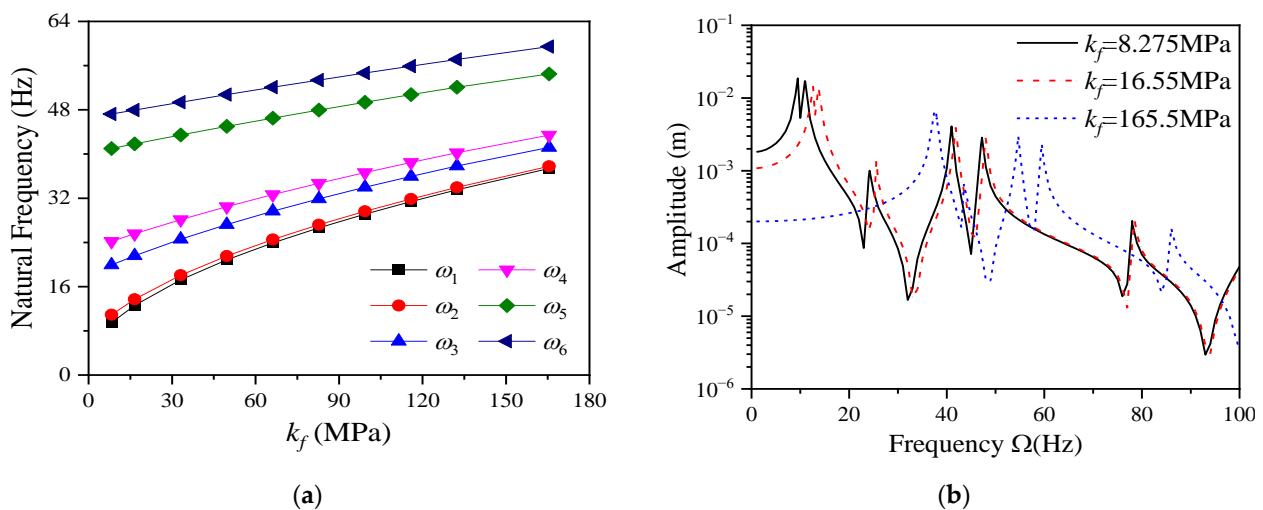 64
48
32
16
0
Natural Frequency (Hz)
ω1 ω4
ω2 ω5
ω3 ω6
0 30 60 90 120 150 180
kf (MPa)
(a)
10⁻¹
10⁻²
10⁻³
10⁻⁴
10⁻⁵
10⁻⁶
Amplitude (m)
kf=8.275MPa
kf=16.55MPa
kf=165.5MPa
0 20 40 60 80 100
Frequency Ω(Hz)
(b)